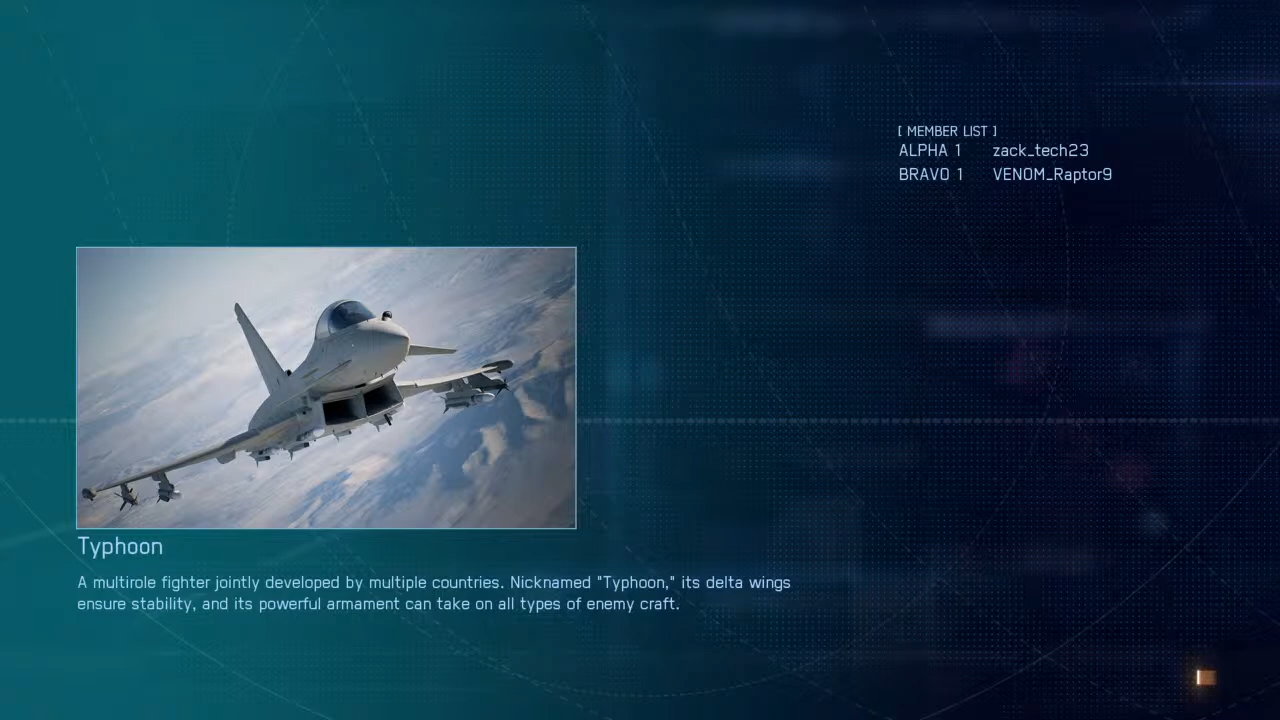 [ MEMBER LIST ]
ALPHA 1 zack_tech23
BRAVO 1 VENOM_Raptor9
Typhoon
A multirole fighter jointly developed by multiple countries. Nicknamed "Typhoon," its delta wings
ensure stability, and its powerful armament can take on all types of enemy craft.